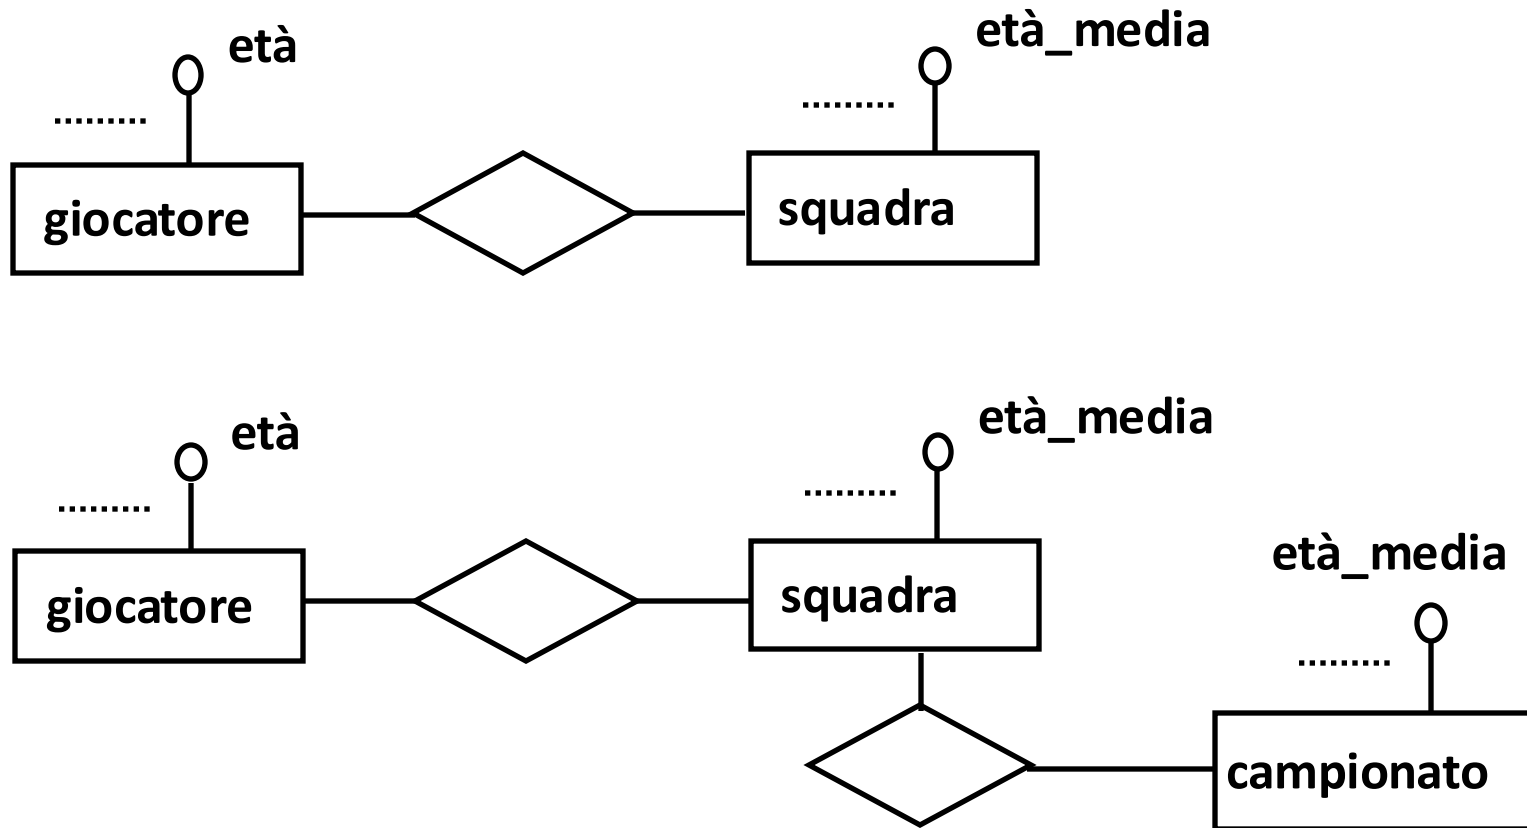 età
età_media
.........
.........
giocatore
squadra
età
età_media
.........
.........
giocatore
squadra
età_media
.........
campionato